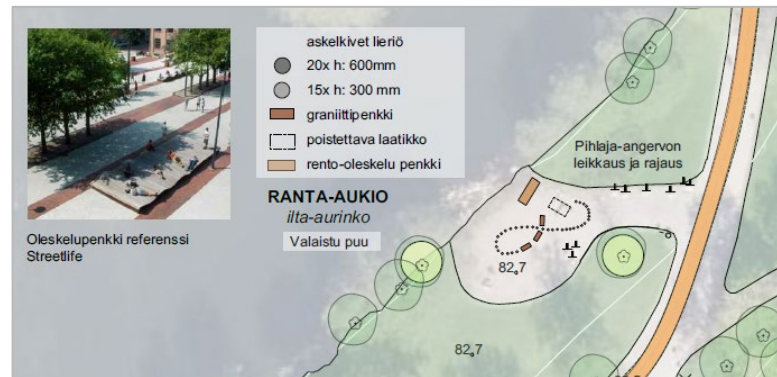 askelkivet lieriö
20x h: 600mm
15x h: 300 mm
graniittipenkki
poistettava laatikko
rento-oleskelu penkki
RANTA-AUKIO
ilta-aurinko
Valaistu puu
Oleskelupenkki referenssi
Streetlife
Pihlaja-angervon
leikkaus ja rajaus
82,7
82,7